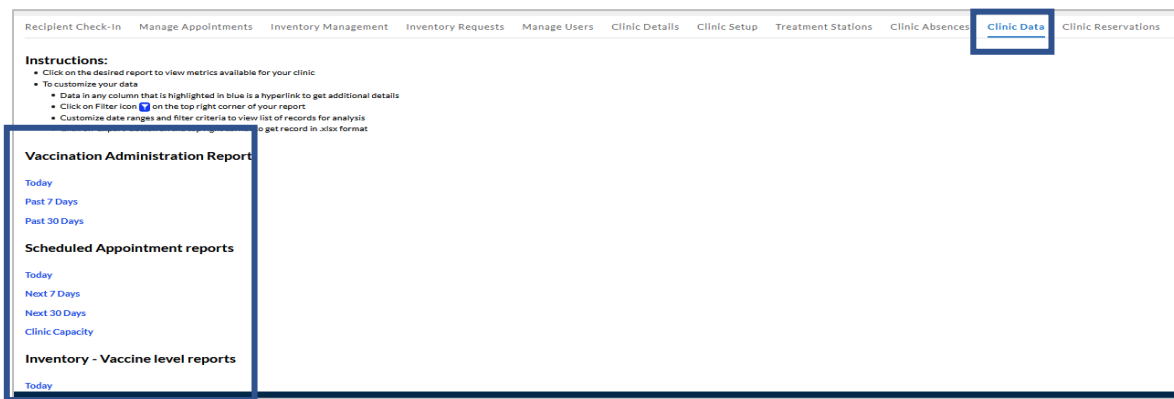 Recipient Check-In Manage Appointments Inventory Management Inventory Requests Manage Users Clinic Details Clinic Setup Treatment Stations Clinic Absences Clinic Data Clinic Reservations
Instructions:
• Click on the desired report to view metrics available for your clinic
• To customize your data
• Data in any column that is highlighted in blue is a hyperlink to get additional details
• Click on Filter icon on the top right corner of your report
• Customize date ranges and filter criteria to view list of records for analysis
to get record in .xlsx format
Vaccination Administration Report
Today
Past 7 Days
Past 30 Days
Scheduled Appointment reports
Today
Next 7 Days
Next 30 Days
Clinic Capacity
Inventory - Vaccine level reports
Today